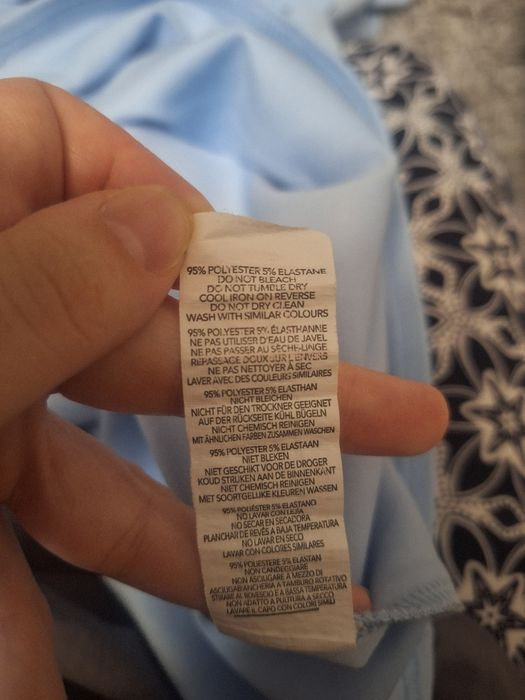 95% POLYESTER 5% ELASTANE
DO NOT BLEACH
DO NOT TUMBLE DRY
COOL IRON ON REVERSE
DO NOT DRY CLEAN
WASH WITH SIMILAR COLOURS
95% POLYESTER 5% ÉLASTHANNE
NE PAS UTILISER D'EAU DE JAVEL
NE PAS PASSER AU SÈCHE-LINGE
REPASSAGE DOUX SUR L'ENVERS
NE PAS NETTOYER À SEC
LAVER AVEC DES COULEURS SIMILAIRES
95% POLYESTER 5% ELASTHAN
NICHT BLEICHEN
NICHT FÜR DEN TROCKNER GEEIGNET
AUF DER RÜCKSEITE KÜHL BÜGELN
NICHT CHEMISCH REINIGEN
MIT ÄHNLICHEN FARBEN ZUSAMMEN WASCHEN
95% POLYESTER 5% ELASTAAN
NIET BLEKEN
NIET GESCHIKT VOOR DE DROGER
KOUD STRIJKEN AAN DE BINNENKANT
NIET CHEMISCH REINIGEN
MET SOORTGELIJKE KLEUREN WASSEN
95% POLIÉSTER 5% ELASTANO
NO LAVAR CON LEJÍA
NO SECAR EN SECADORA
PLANCHAR DE REVÉS A BAJA TEMPERATURA
NO LAVAR EN SECO
LAVAR CON COLORES SIMILARES
95% POLIESTERE 5% ELASTAN
NON CANDEGGIARE
NON ASCIUGARE A MEZZO DI
ASCIUGABIANCHERIA A TAMBURO ROTATIVO
STIRARE AL ROVESCIO E A BASSA TEMPERATURA
NON ADATTO A PULITURA A SECCO
LAVARE IL CAPO CON COLORI SIMILI